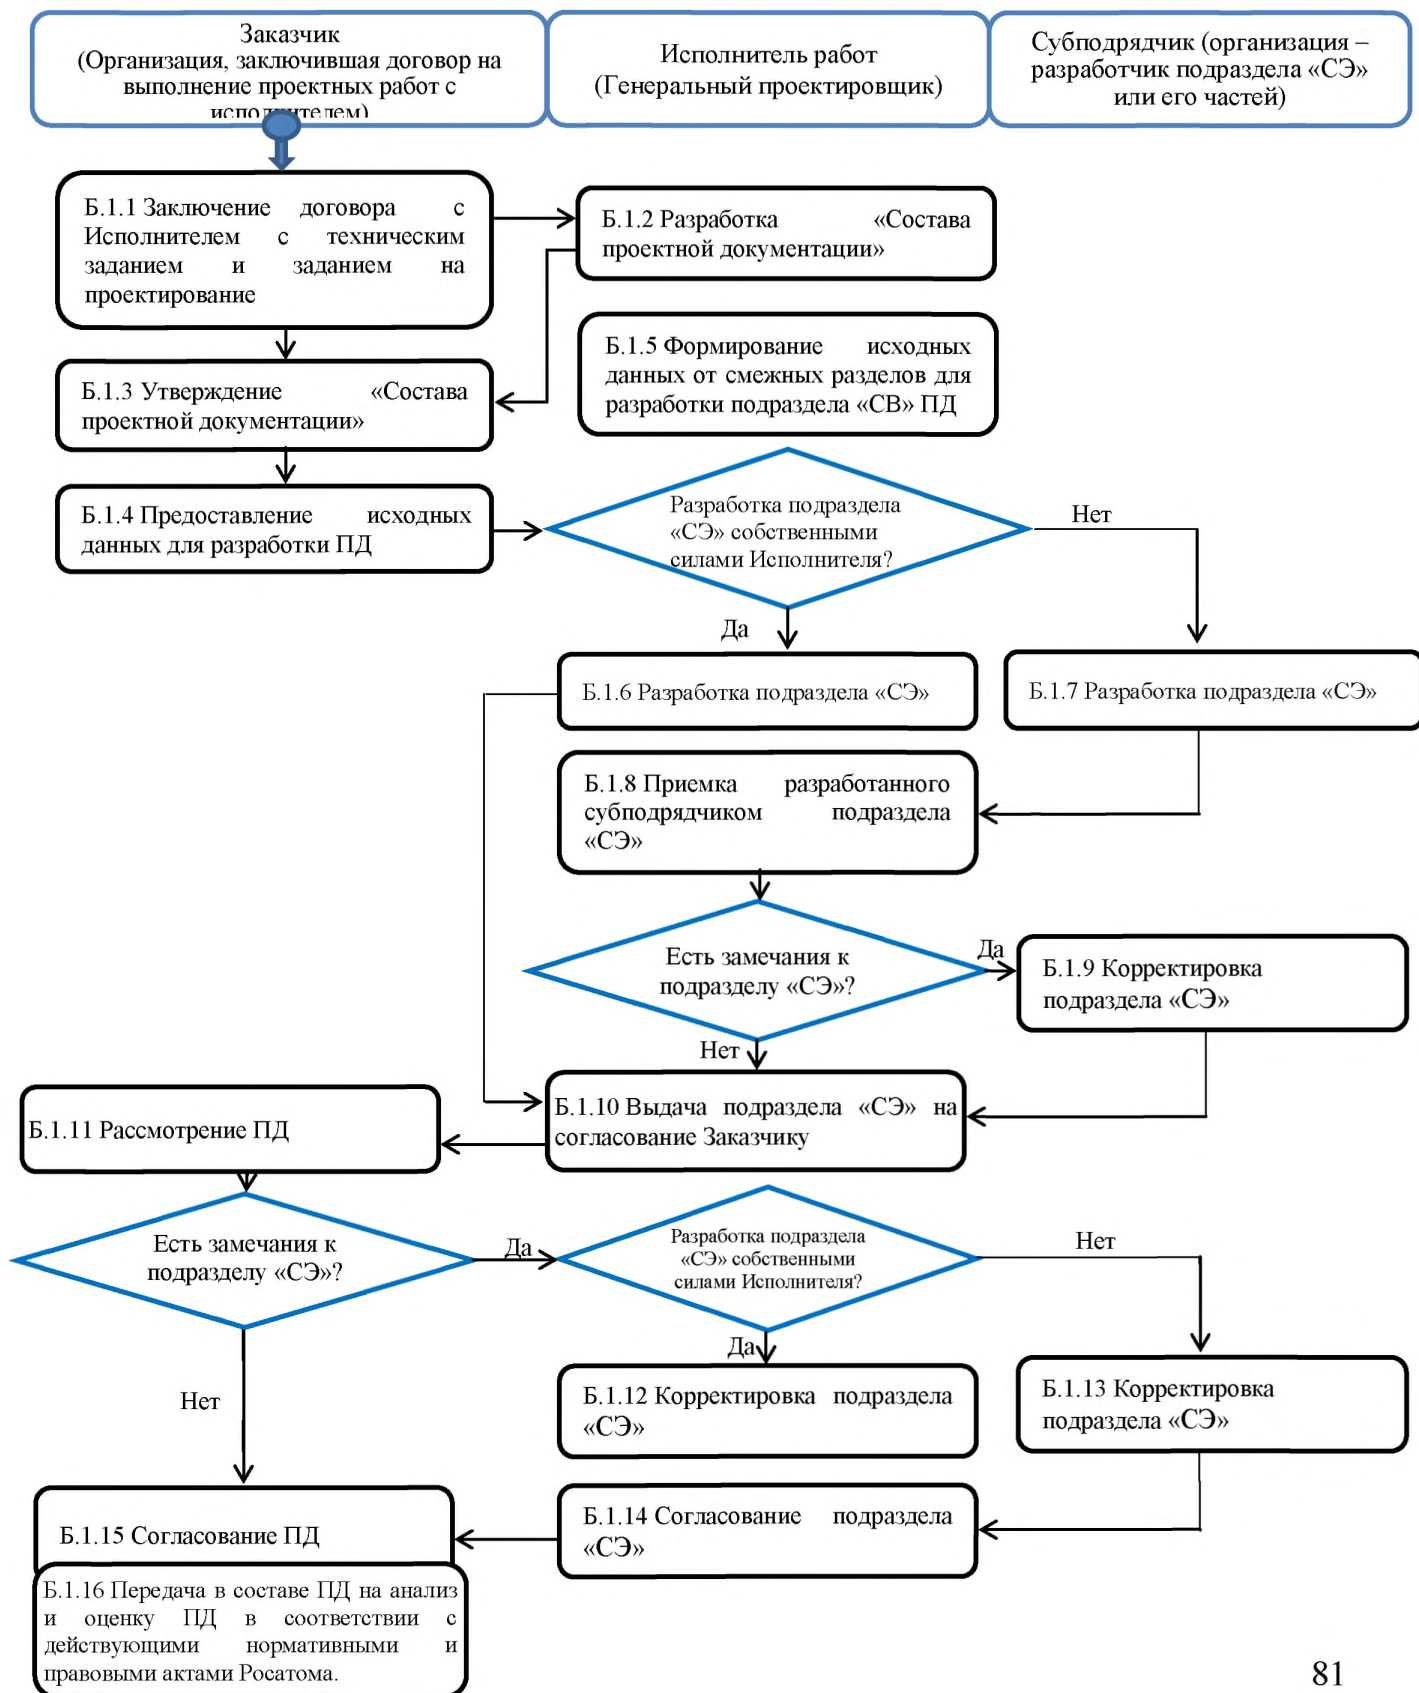 Заказчик
(Организация, заключившая договор на
выполнение проектных работ с
исполнителем)
Исполнитель работ
(Генеральный проектировщик)
Субподрядчик (организация –
разработчик подраздела «СЭ»
или его частей)
Б.1.1 Заключение договора с
Исполнителем с техническим
заданием и заданием на
проектирование
Б.1.2 Разработка «Состава
проектной документации»
Б.1.3 Утверждение «Состава
проектной документации»
Б.1.5 Формирование исходных
данных от смежных разделов для
разработки подраздела «СВ» ПД
Б.1.4 Предоставление исходных
данных для разработки ПД
Разработка подраздела
«СЭ» собственными
силами Исполнителя?
Нет
Да
Б.1.6 Разработка подраздела «СЭ»
Б.1.7 Разработка подраздела «СЭ»
Б.1.8 Приемка разработанного
субподрядчиком подраздела
«СЭ»
Есть замечания к
подразделу «СЭ»?
Да
Б.1.9 Корректировка
подраздела «СЭ»
Нет
Б.1.10 Выдача подраздела «СЭ» на
согласование Заказчику
Б.1.11 Рассмотрение ПД
Есть замечания к
подразделу «СЭ»?
Да
Разработка подраздела
«СЭ» собственными
силами Исполнителя?
Нет
Да
Нет
Б.1.12 Корректировка подраздела
«СЭ»
Б.1.13 Корректировка
подраздела «СЭ»
Б.1.14 Согласование подраздела
«СЭ»
Б.1.15 Согласование ПД
Б.1.16 Передача в составе ПД на анализ
и оценку ПД в соответствии с
действующими нормативными и
правовыми актами Росатома.
81